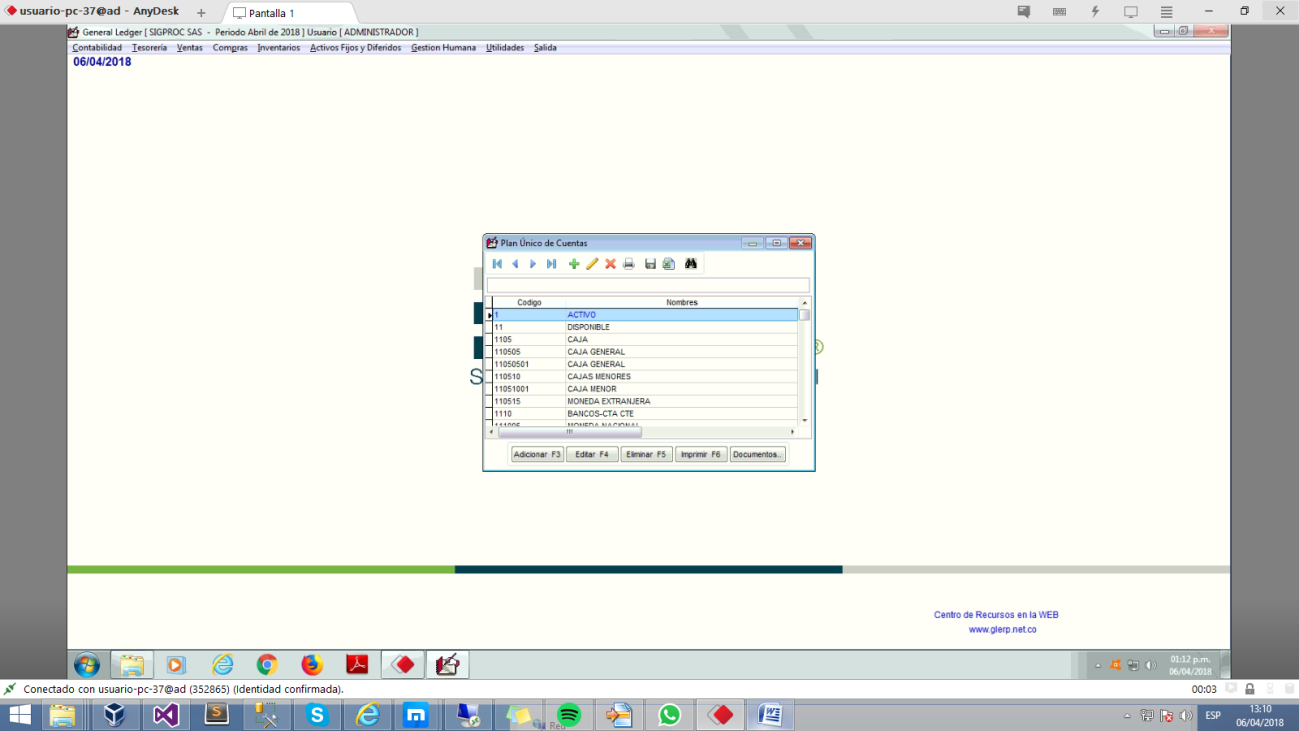 usuario-pc-37@ad - AnyDesk
Pantalla 1
General Ledger [ SIGPROC SAS - Periodo Abril de 2018 ] Usuario [ ADMINISTRADOR ]
Contabilidad Tesoreria Ventas Compras Inventarios Activos Fijos y Diferidos Gestion Humana Utilidades Salida
06/04/2018
Plan Único de Cuentas
Codigo Nombres
1 ACTIVO
11 DISPONIBLE
1105 CAJA
110505 CAJA GENERAL
11050501 CAJA GENERAL
110510 CAJAS MENORES
11051001 CAJA MENOR
110515 MONEDA EXTRANJERA
1110 BANCOS-CTA CTE
111005 MONEDA NACIONAL
Adicionar F3 Editar F4 Eliminar F5 Imprimir F6 Documentos..
Centro de Recursos en la WEB
www.glerp.net.co
01:12 p.m.
06/04/2018
Conectado con usuario-pc-37@ad (352865) (Identidad confirmada).
00:03
Red
ESP
13:10
06/04/2018